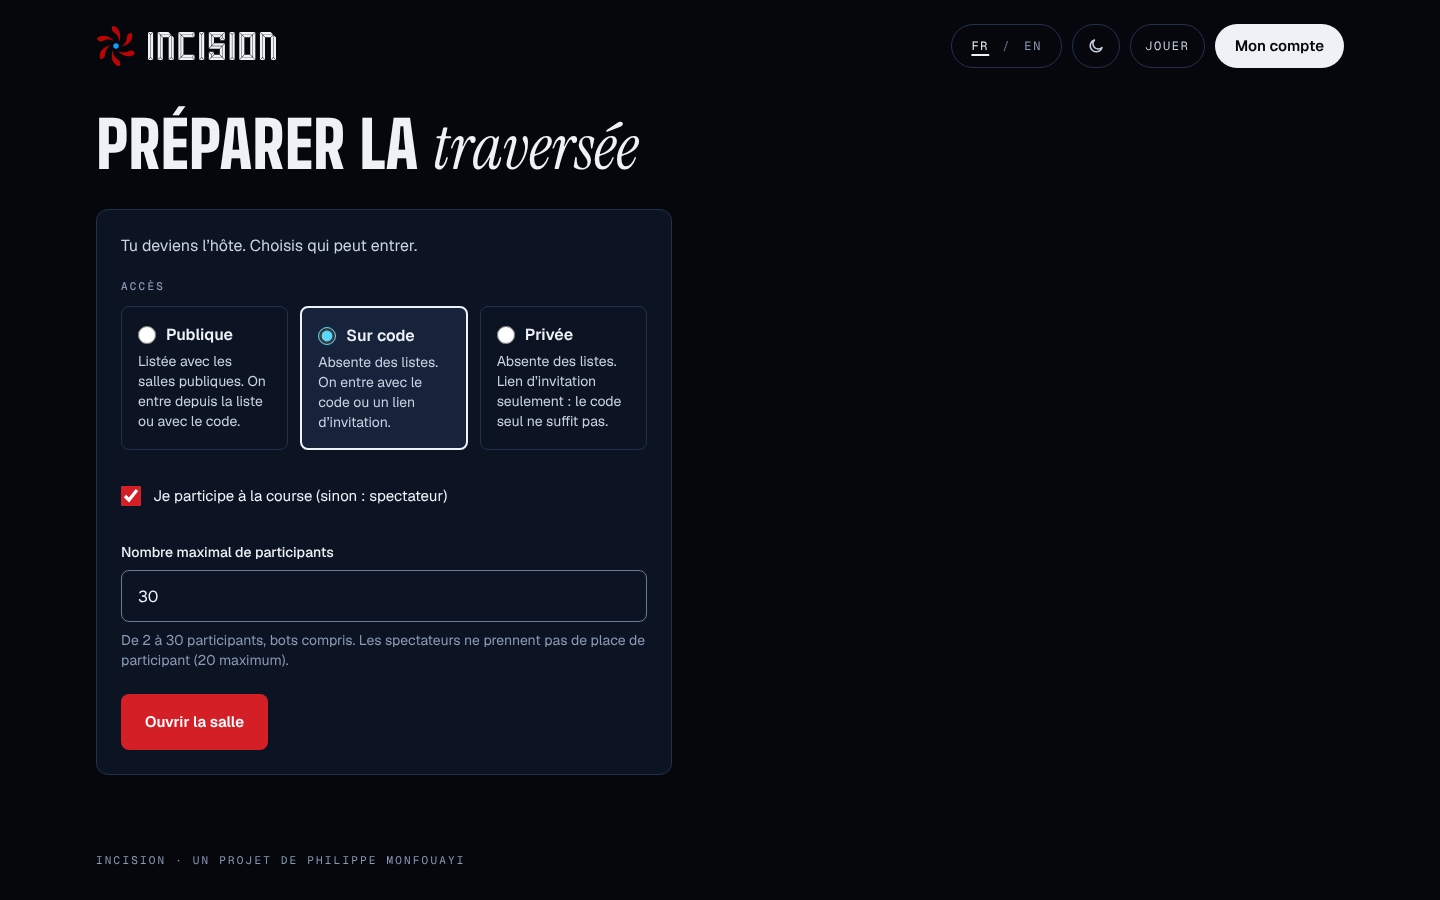 INCISION
FR / EN
JOUER
Mon compte
PRÉPARER LA traversée
Tu deviens l’hôte. Choisis qui peut entrer.
ACCÈS
Publique
Listée avec les
salles publiques. On
entre depuis la liste
ou avec le code.
Sur code
Absente des listes.
On entre avec le
code ou un lien
d’invitation.
Privée
Absente des listes.
Lien d’invitation
seulement : le code
seul ne suffit pas.
Je participe à la course (sinon : spectateur)
Nombre maximal de participants
30
De 2 à 30 participants, bots compris. Les spectateurs ne prennent pas de place de
participant (20 maximum).
Ouvrir la salle
INCISION · UN PROJET DE PHILIPPE MONFOUAYI